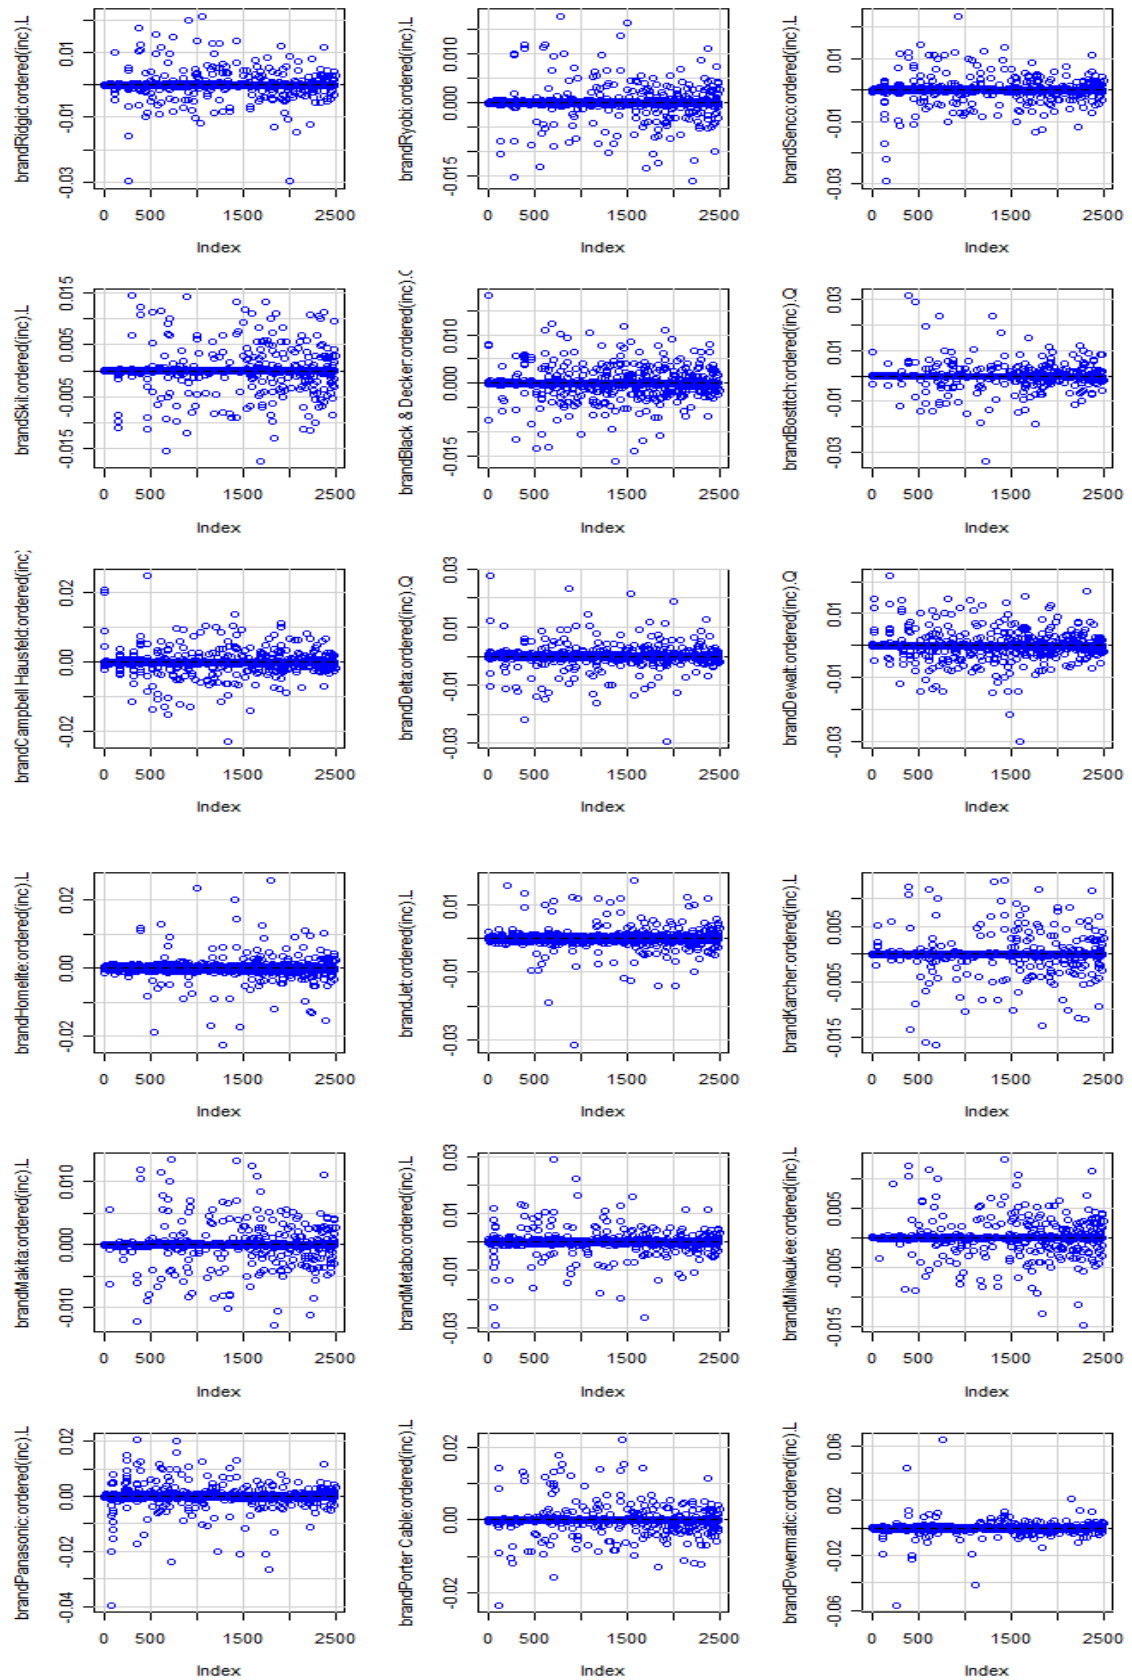 brandRidgid:ordered(inc).L
0.01
-0.01
-0.03
0 500 1500 2500
Index
brandRyobi:ordered(inc).L
0.010
0.000
-0.015
0 500 1500 2500
Index
brandSenco:ordered(inc).L
0.01
-0.01
-0.03
0 500 1500 2500
Index
brandSkil:ordered(inc).L
0.015
0.005
-0.005
-0.015
0 500 1500 2500
Index
brandBlack & Decker:ordered(inc).
0.010
0.000
-0.015
0 500 1500 2500
Index
brandBostitch:ordered(inc).Q
0.03
0.01
-0.01
-0.03
0 500 1500 2500
Index
brandCampbell Hausfeld:ordered(inc)
0.02
0.00
-0.02
0 500 1500 2500
Index
brandDelta:ordered(inc).Q
0.03
0.01
-0.01
-0.03
0 500 1500 2500
Index
brandDewalt:ordered(inc).Q
0.01
-0.01
-0.03
0 500 1500 2500
Index
brandHomelite:ordered(inc).L
0.02
0.00
-0.02
0 500 1500 2500
Index
brandJet:ordered(inc).L
0.01
-0.01
-0.03
0 500 1500 2500
Index
brandKarcher:ordered(inc).L
0.005
-0.005
-0.015
0 500 1500 2500
Index
brandMakita:ordered(inc).L
0.010
0.000
-0.010
0 500 1500 2500
Index
brandMetabo:ordered(inc).L
0.03
0.01
-0.01
-0.03
0 500 1500 2500
Index
brandMilwaukee:ordered(inc).L
0.005
-0.005
-0.015
0 500 1500 2500
Index
brandPanasonic:ordered(inc).L
0.02
0.00
-0.02
-0.04
0 500 1500 2500
Index
brandPorter Cable:ordered(inc).L
0.02
0.00
-0.02
0 500 1500 2500
Index
brandPowermatic:ordered(inc).L
0.06
0.02
-0.02
-0.06
0 500 1500 2500
Index